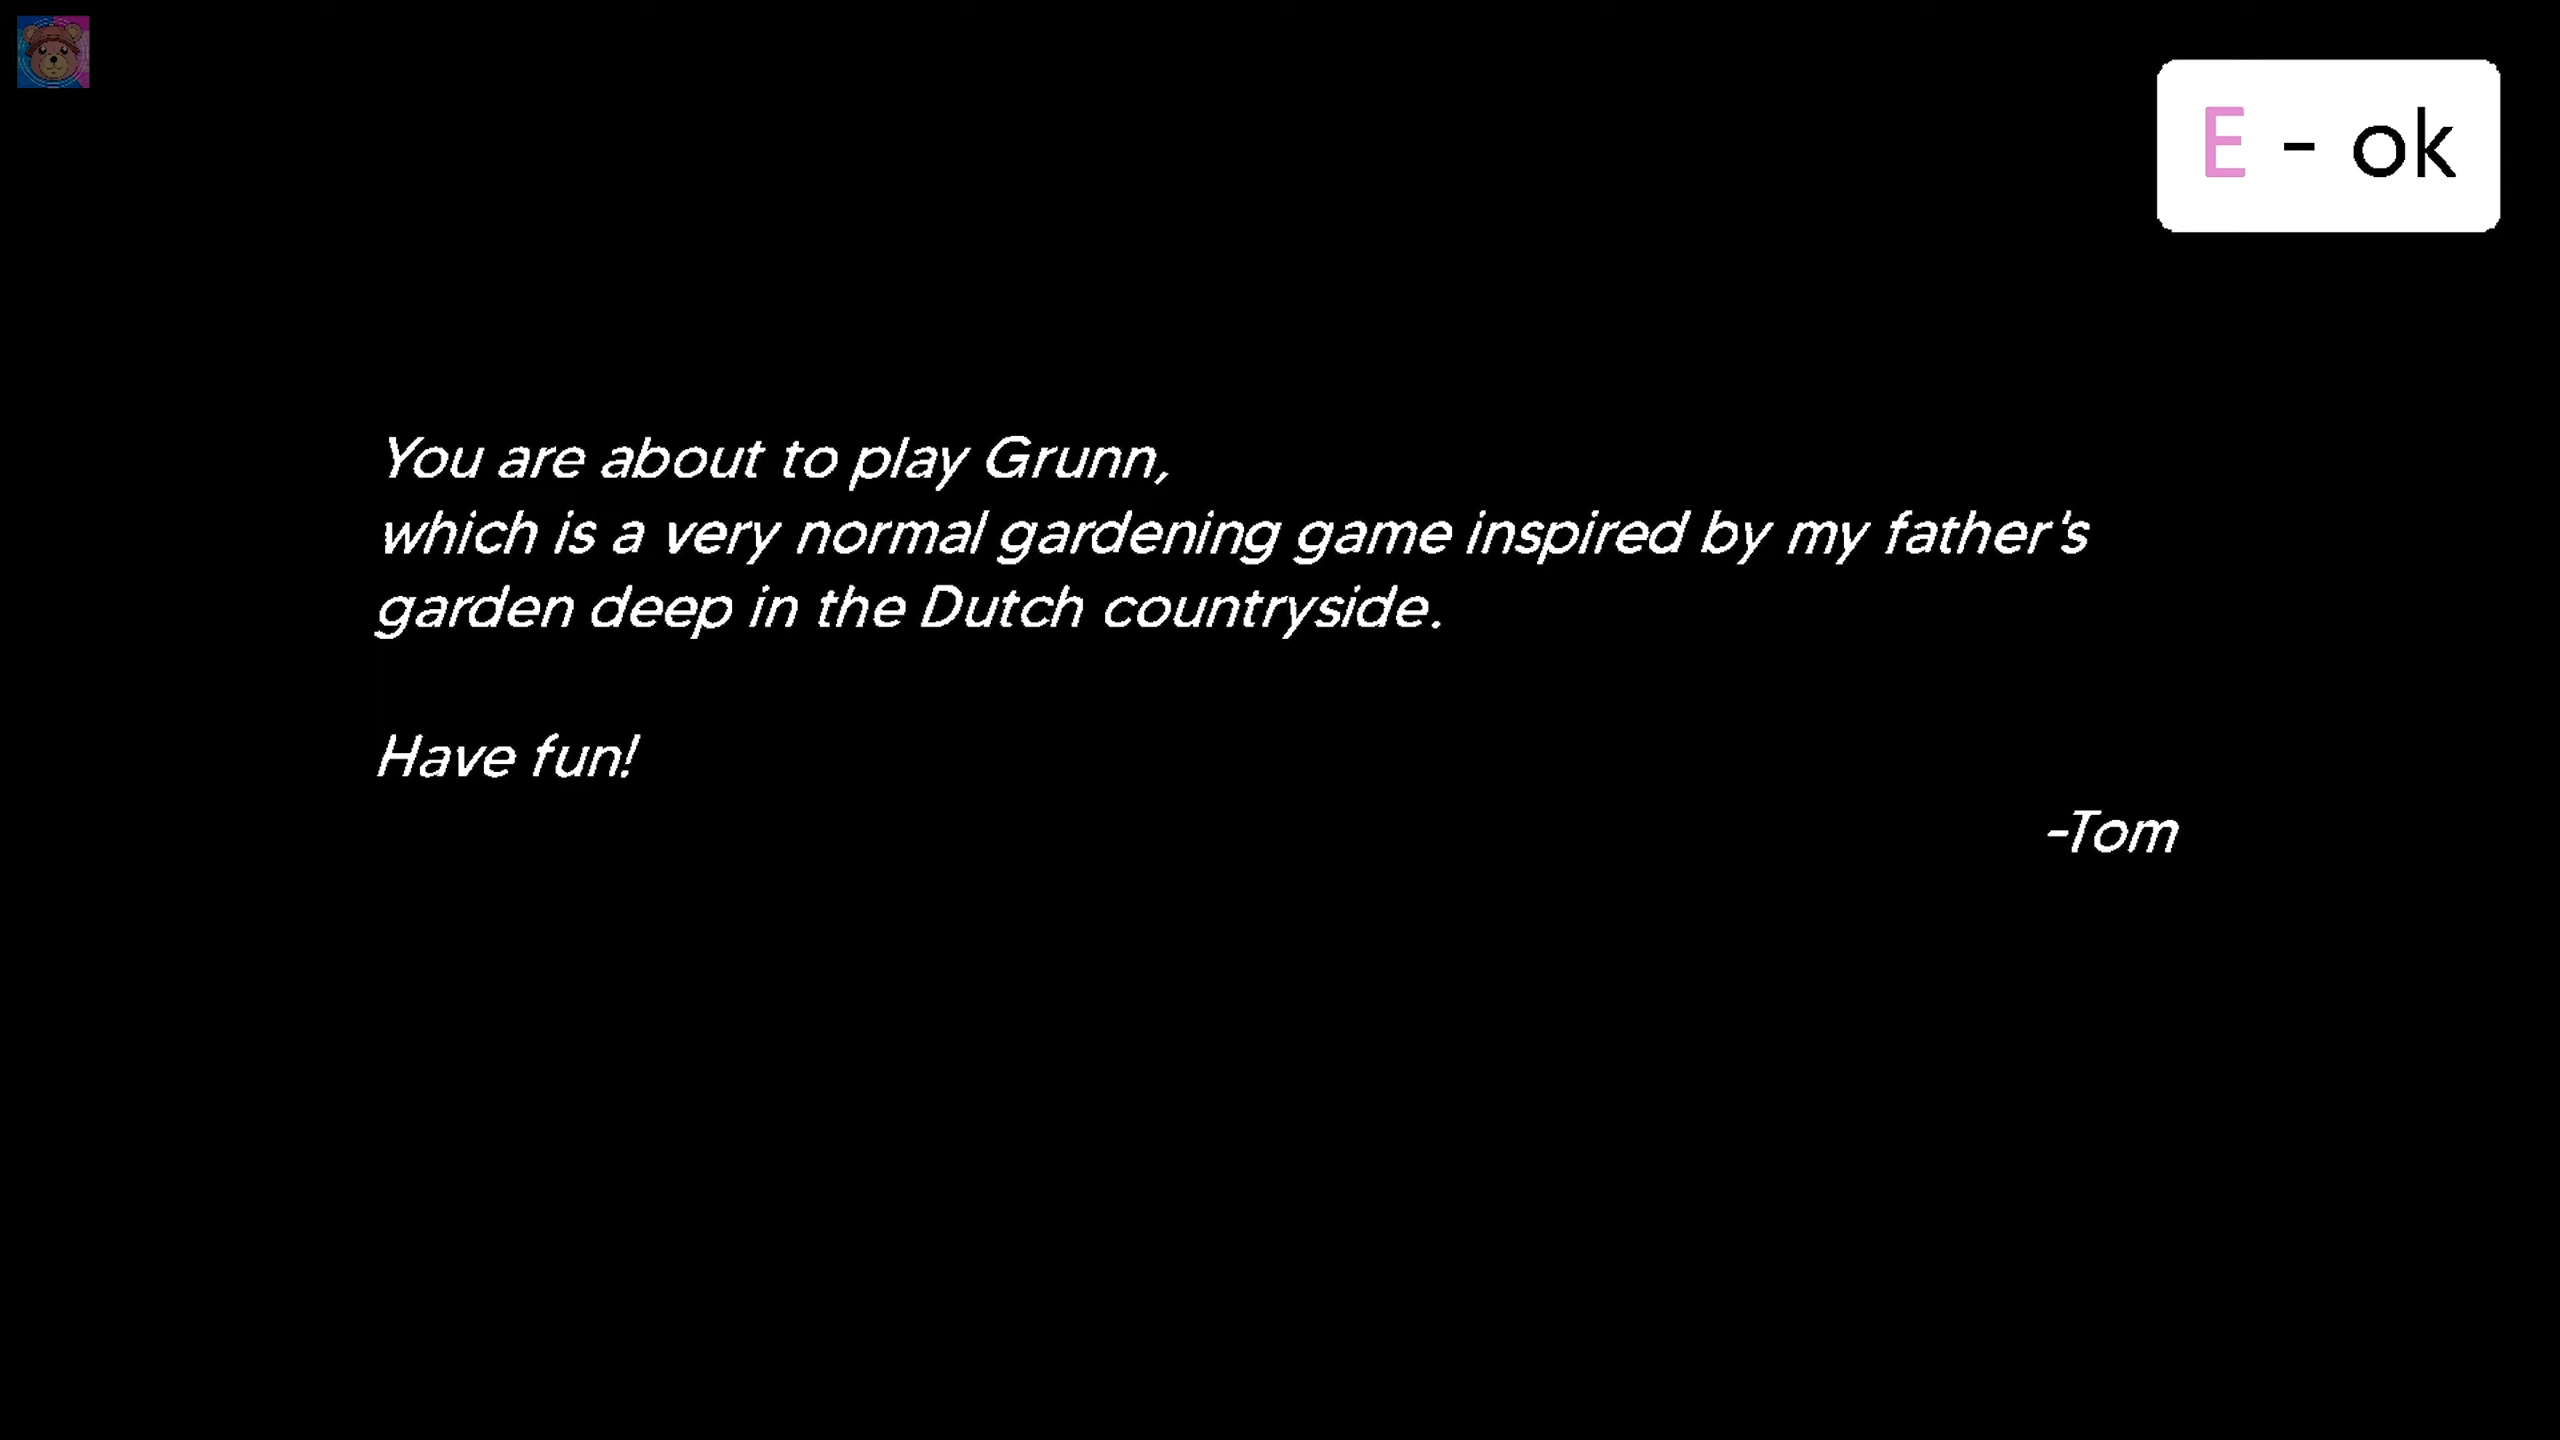 E - ok
You are about to play Grunn,
which is a very normal gardening game inspired by my father's
garden deep in the Dutch countryside.
Have fun!
-Tom